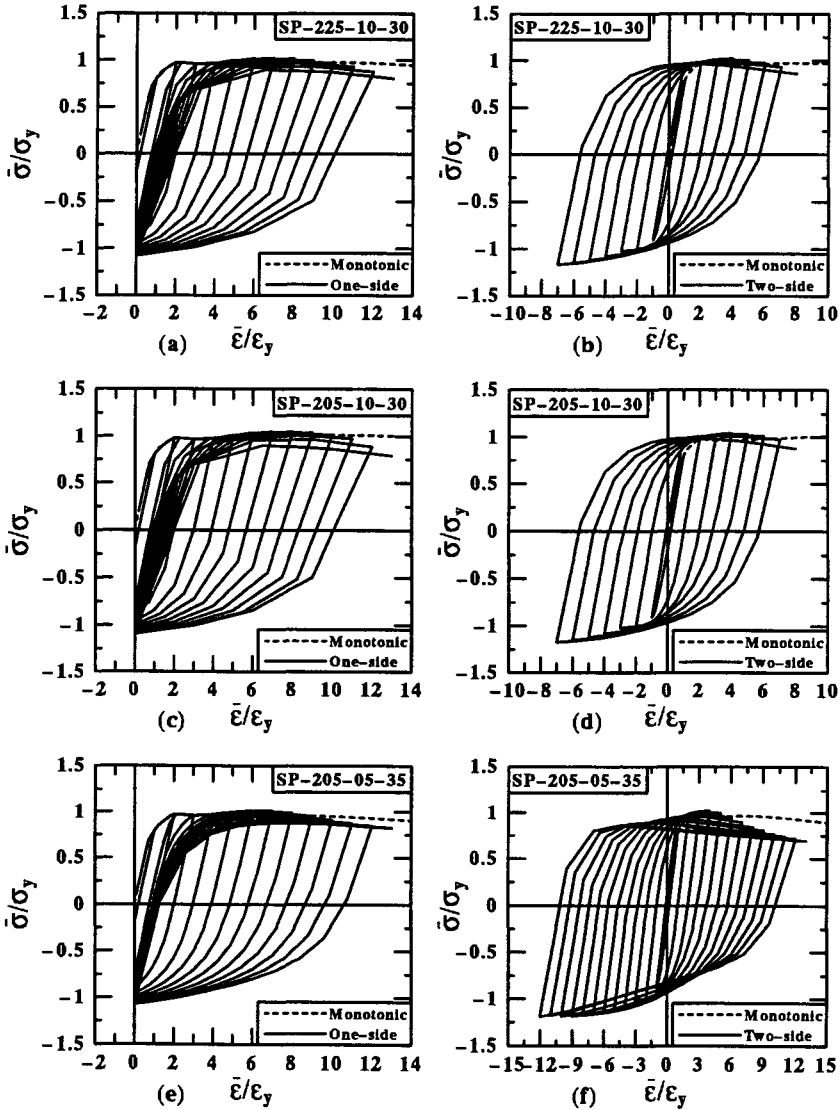 SP-225-10-30
1.5
1
0.5
0
-0.5
-1
-1.5
σ̄/σy
Monotonic
One-side
-2 0 2 4 6 8 10 12 14
(a) ε̄/εy
SP-225-10-30
1.5
1
0.5
0
-0.5
-1
-1.5
σ̄/σy
Monotonic
Two-side
-10 -8 -6 -4 -2 0 2 4 6 8 10
(b) ε̄/εy
SP-205-10-30
1.5
1
0.5
0
-0.5
-1
-1.5
σ̄/σy
Monotonic
One-side
-2 0 2 4 6 8 10 12 14
(c) ε̄/εy
SP-205-10-30
1.5
1
0.5
0
-0.5
-1
-1.5
σ̄/σy
Monotonic
Two-side
-10 -8 -6 -4 -2 0 2 4 6 8 10
(d) ε̄/εy
SP-205-05-35
1.5
1
0.5
0
-0.5
-1
-1.5
σ̄/σy
Monotonic
One-side
-2 0 2 4 6 8 10 12 14
(e) ε̄/εy
SP-205-05-35
1.5
1
0.5
0
-0.5
-1
-1.5
σ̄/σy
Monotonic
Two-side
-15 -12 -9 -6 -3 0 3 6 9 12 15
(f) ε̄/εy